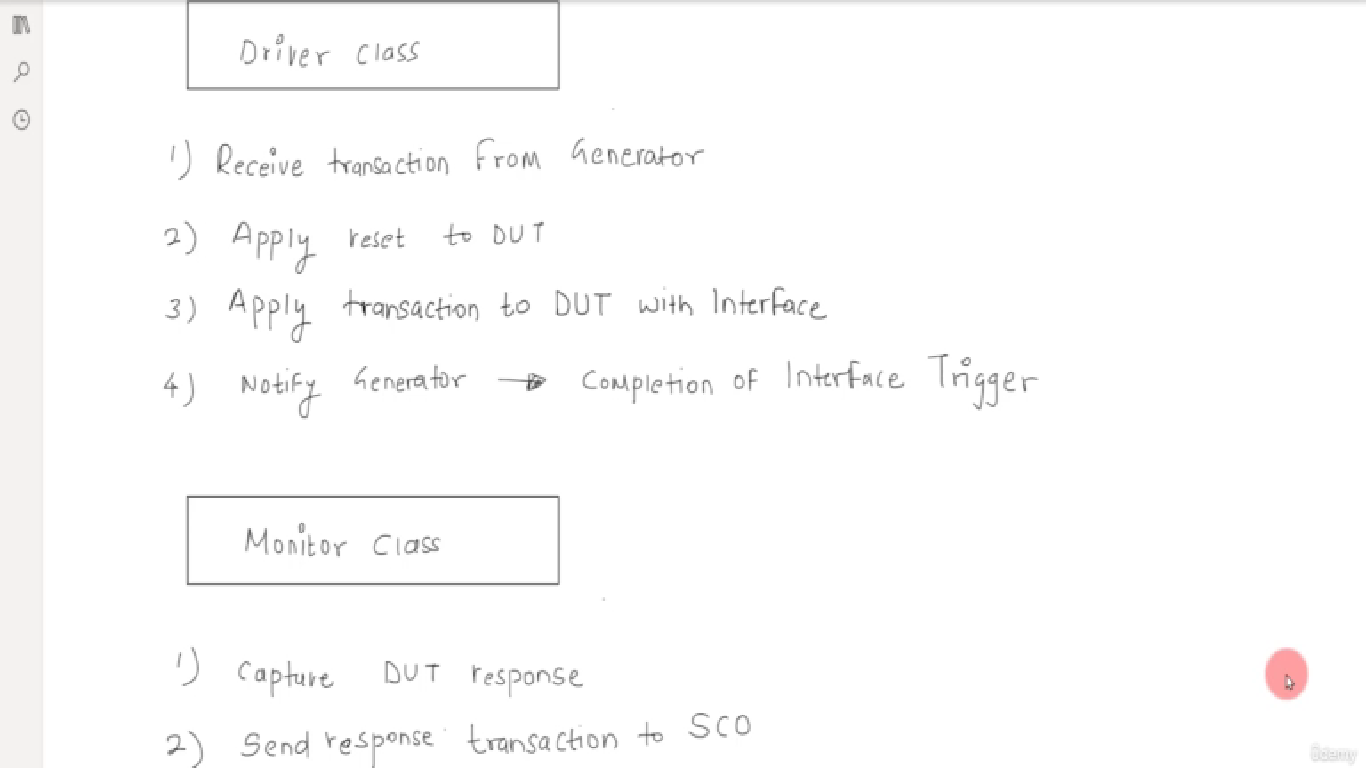 Driver Class
1) Receive transaction From Generator
2) Apply reset to DUT
3) Apply transaction to DUT with Interface
4) Notify Generator → Completion of Interface Trigger
Monitor Class
1) Capture DUT response
2) Send response transaction to SCO
Udemy